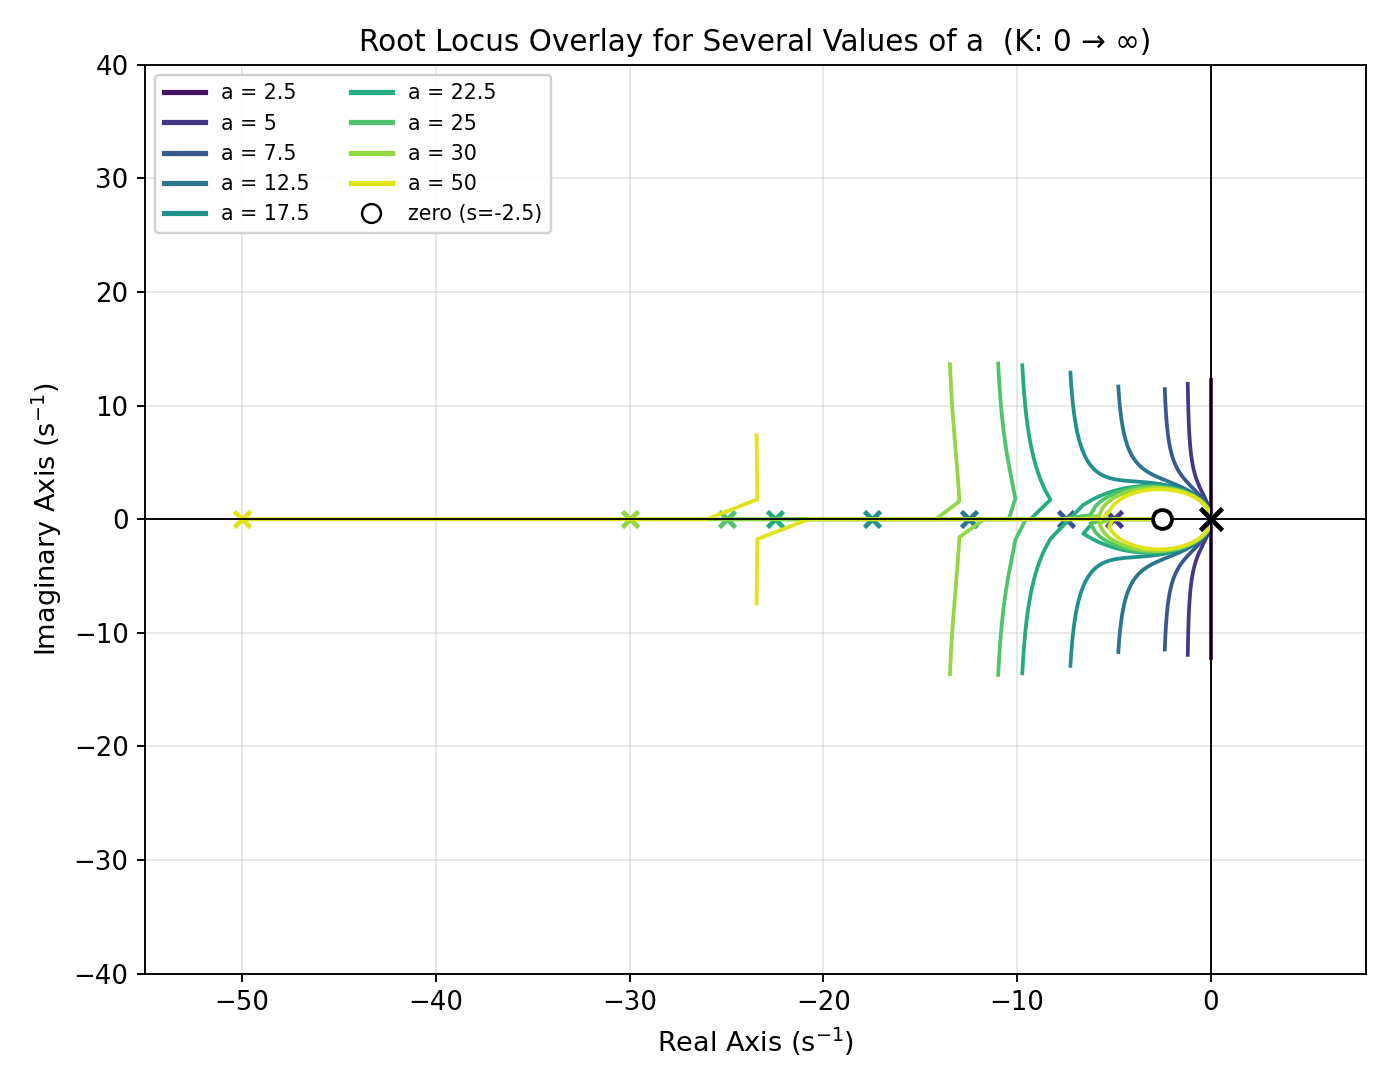 Root Locus Overlay for Several Values of a  (K: 0 → ∞)
a = 2.5
a = 5
a = 7.5
a = 12.5
a = 17.5
a = 22.5
a = 25
a = 30
a = 50
zero (s=-2.5)
40
30
20
10
0
−10
−20
−30
−40
Imaginary Axis (s⁻¹)
−50
−40
−30
−20
−10
0
Real Axis (s⁻¹)